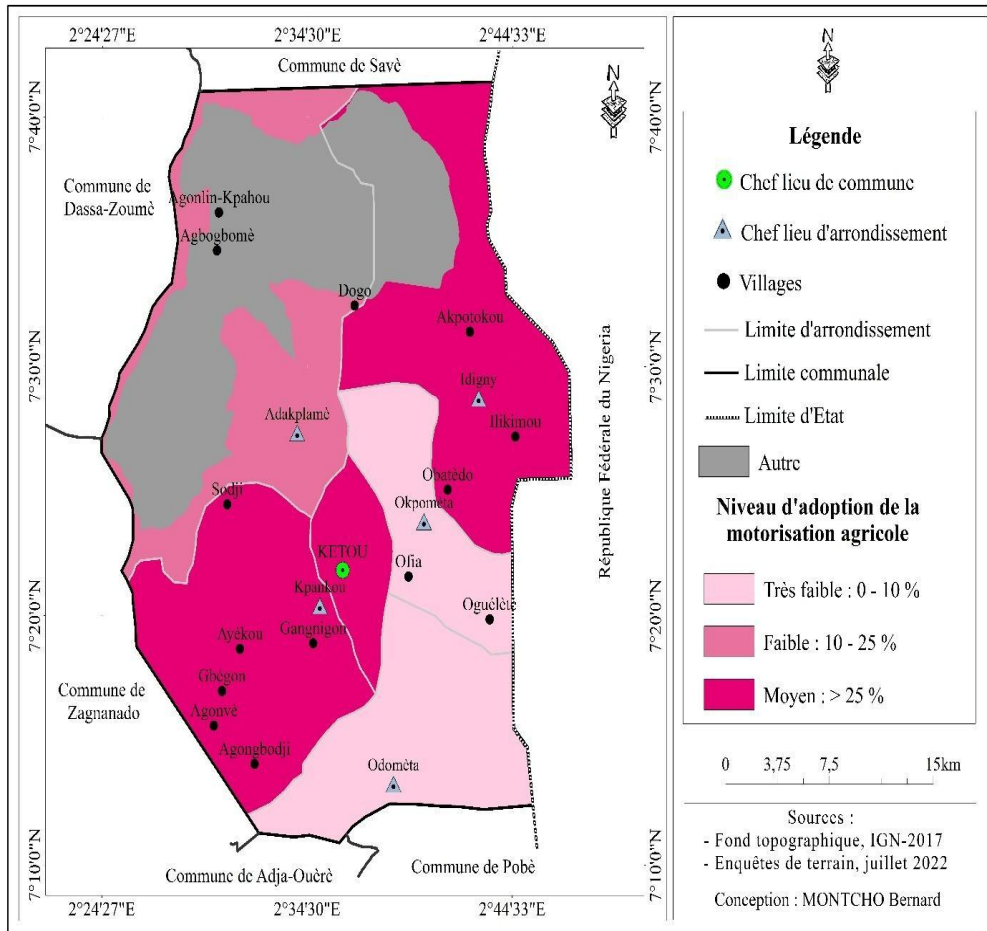 2°24'27"E 2°34'30"E 2°44'33"E
N
Commune de Savè
N
7°40'0"N
7°40'0"N
Légende
Commune de
Dassa-Zoumè
Chef lieu de commune
Agonlin-Kpahou
Chef lieu d'arrondissement
Agbogbomè
Villages
Dogo
Akpotokou
Limite d'arrondissement
République Fédérale du Nigeria
7°30'0"N
7°30'0"N
Limite communale
Idigny
Adakplamè
Ilikimou
Limite d'Etat
Autre
Obatèdo
Sodji
Okpomèta
Niveau d'adoption de la
motorisation agricole
KETOU
Ofia
Très faible : 0 - 10 %
Kpankou
Oguélètè
7°20'0"N
7°20'0"N
Gangnigon
Ayékou
Faible : 10 - 25 %
Commune de
Zagnanado
Gbégon
Moyen : > 25 %
Agonvè
Agongbodji
Odomèta
0 3,75 7,5 15km
Sources :
- Fond topographique, IGN-2017
- Enquêtes de terrain, juillet 2022
Conception : MONTCHO Bernard
7°10'0"N
7°10'0"N
Commune de Adja-Ouèrè
Commune de Pobè
2°24'27"E 2°34'30"E 2°44'33"E